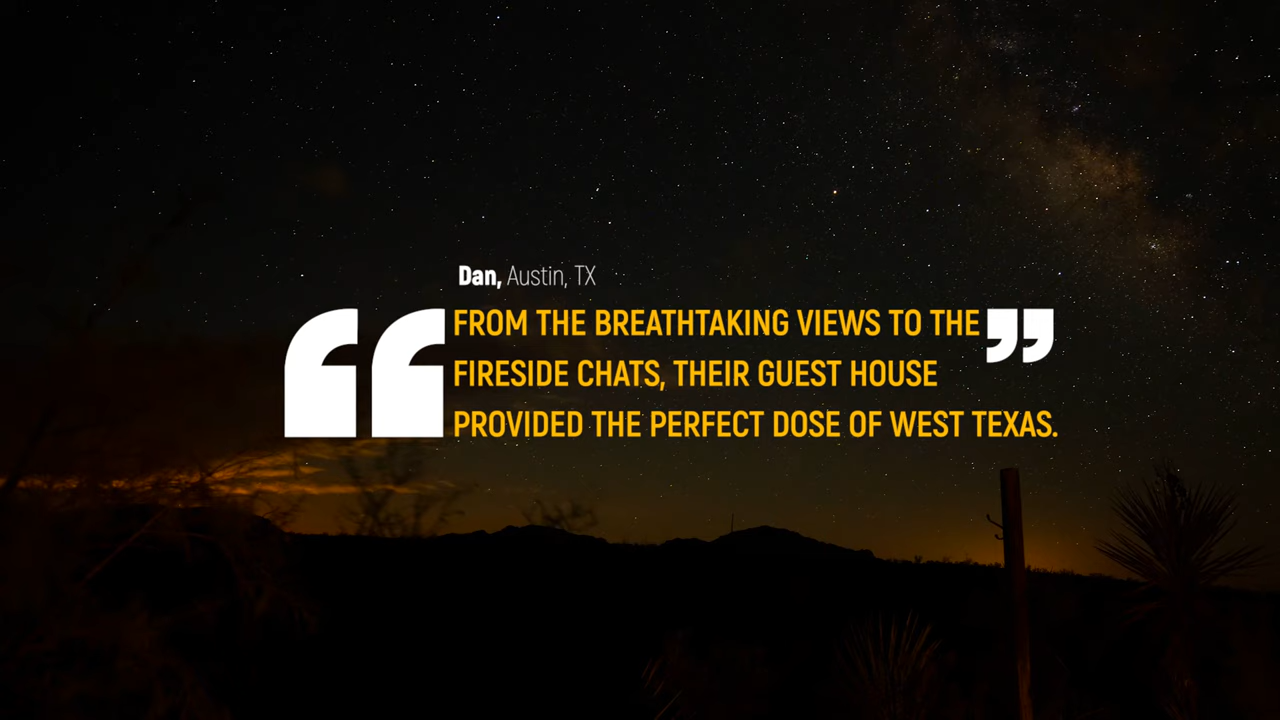 Dan, Austin, TX
“FROM THE BREATHTAKING VIEWS TO THE”
FIRESIDE CHATS, THEIR GUEST HOUSE
PROVIDED THE PERFECT DOSE OF WEST TEXAS.